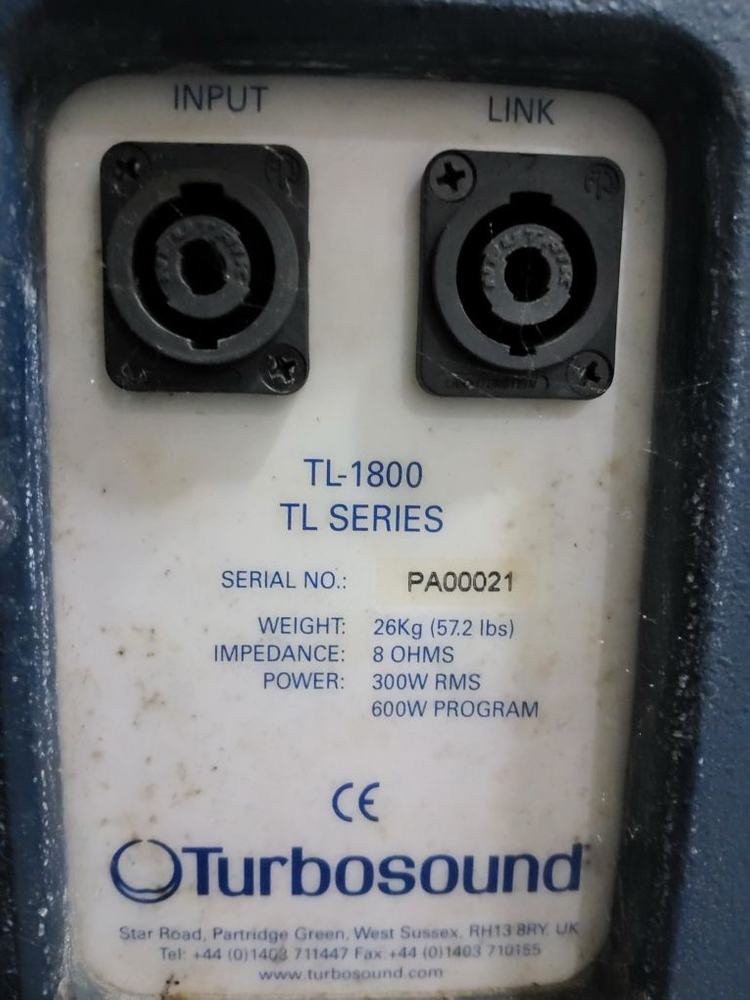 INPUT
LINK
NEUTRIK
NEUTRIK
TL-1800
TL SERIES
SERIAL NO.: PA00021
WEIGHT: 26Kg (57.2 lbs)
IMPEDANCE: 8 OHMS
POWER: 300W RMS
600W PROGRAM
CE
Turbosound
Star Road, Partridge Green, West Sussex. RH13 8RY. UK
Tel: +44 (0)1403 711447 Fax +44 (0)1403 710155
www.turbosound.com